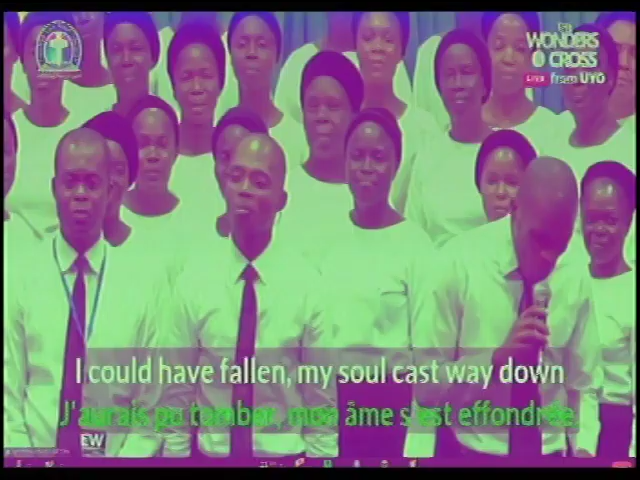 WONDERS
O CROSS
LIVE from UYO
I could have fallen, my soul cast way down
J'aurais pu tomber, mon âme s'est effondrée.
EW